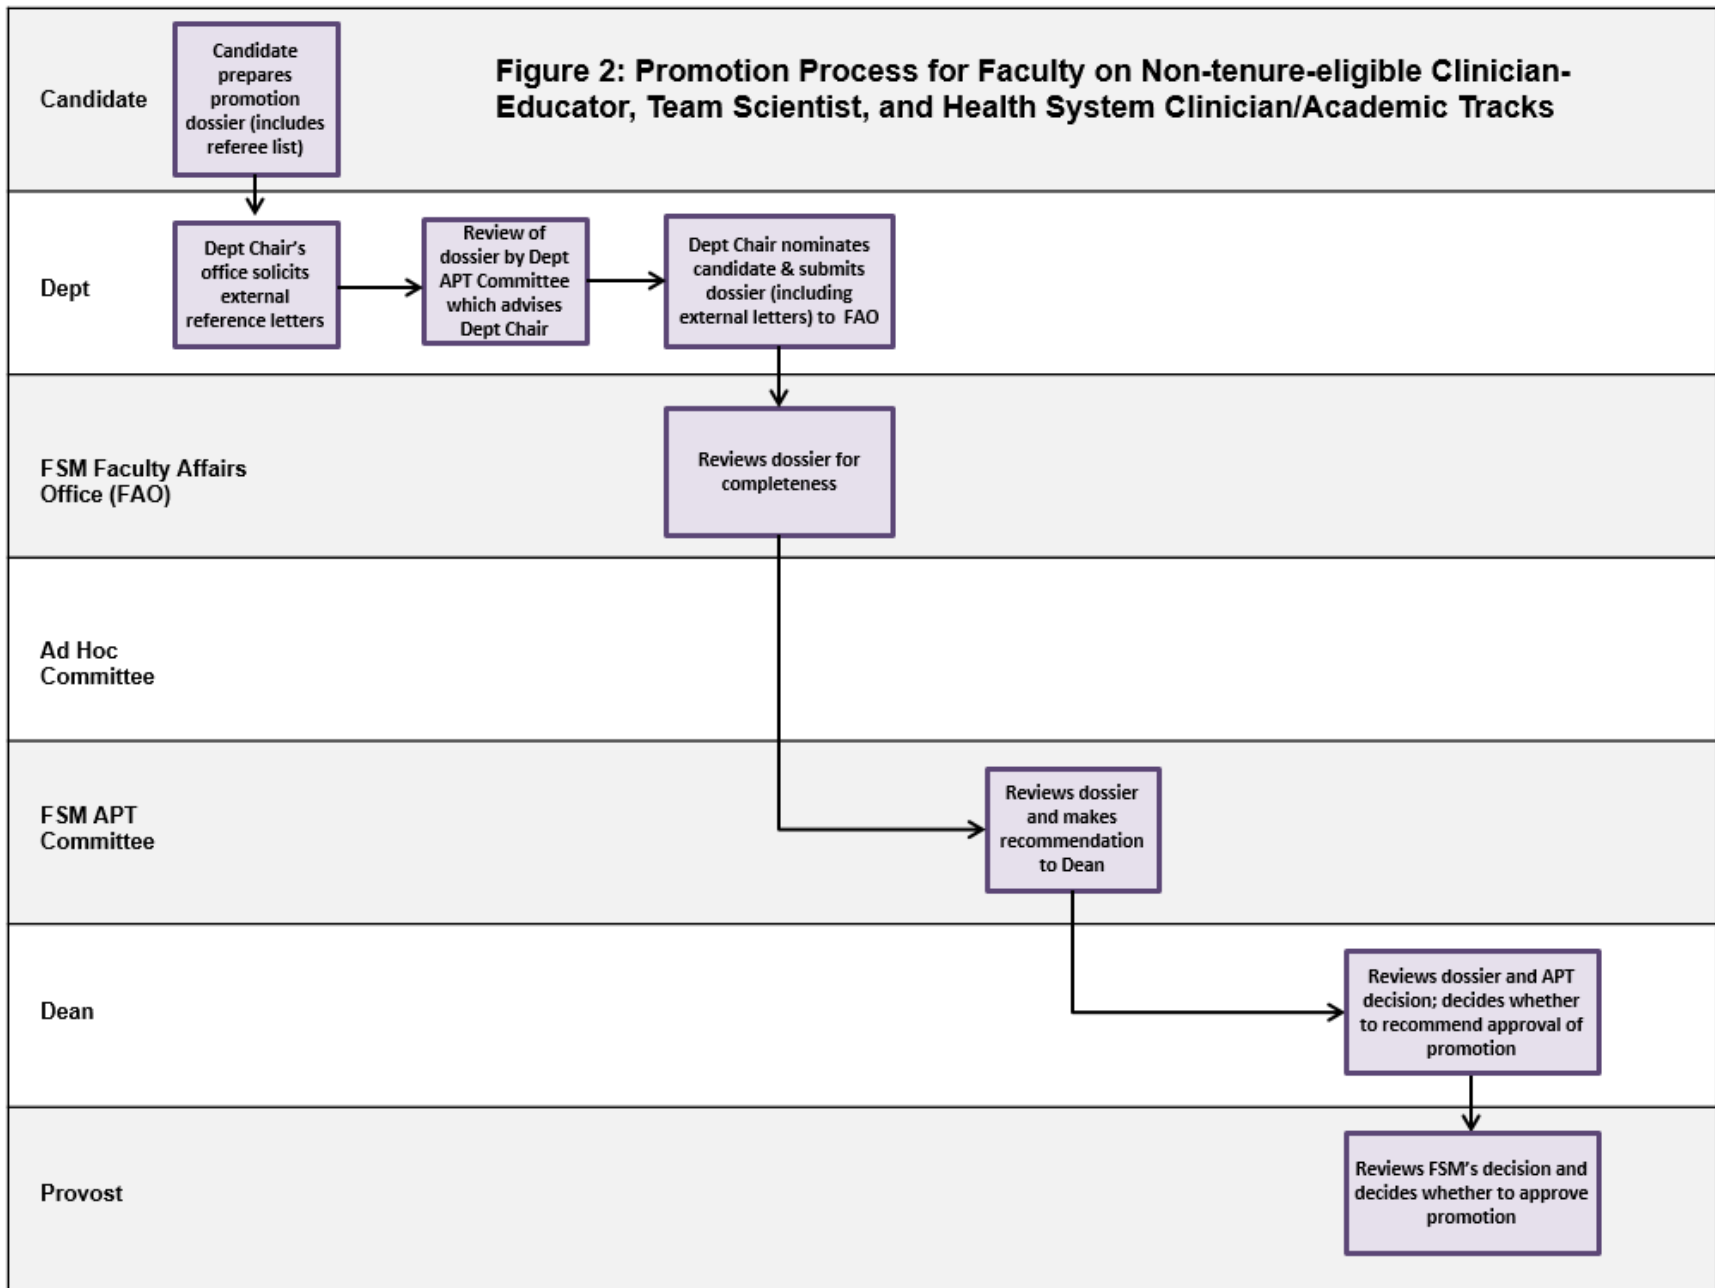 Figure 2: Promotion Process for Faculty on Non-tenure-eligible Clinician-
Educator, Team Scientist, and Health System Clinician/Academic Tracks
Candidate
Candidate
prepares
promotion
dossier (includes
referee list)
Dept
Dept Chair's
office solicits
external
reference letters
Review of
dossier by Dept
APT Committee
which advises
Dept Chair
Dept Chair nominates
candidate & submits
dossier (including
external letters) to FAO
FSM Faculty Affairs
Office (FAO)
Reviews dossier for
completeness
Ad Hoc
Committee
FSM APT
Committee
Reviews dossier
and makes
recommendation
to Dean
Dean
Reviews dossier and APT
decision; decides whether
to recommend approval of
promotion
Provost
Reviews FSM's decision and
decides whether to approve
promotion